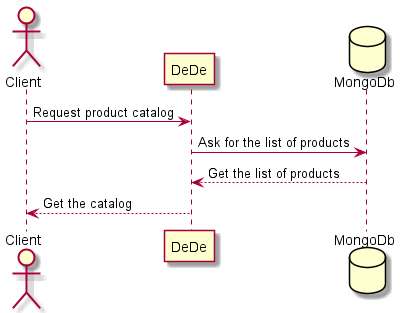 Client
DeDe
MongoDb
Request product catalog
Ask for the list of products
Get the list of products
Get the catalog
Client
DeDe
MongoDb